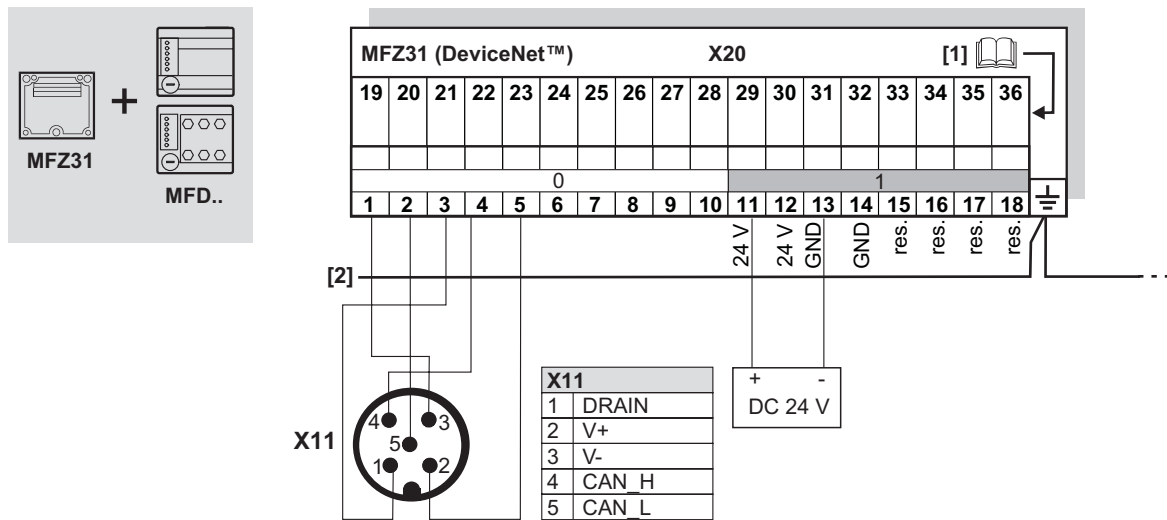 MFZ31
+
MFD..
MFZ31 (DeviceNet™) X20 [1]
19 20 21 22 23 24 25 26 27 28 29 30 31 32 33 34 35 36
0 1
1 2 3 4 5 6 7 8 9 10 11 12 13 14 15 16 17 18
24 V 24 V GND GND res. res. res. res.
[2]
X11
4 3
5
1 2
X11
1 DRAIN
2 V+
3 V-
4 CAN_H
5 CAN_L
+ -
DC 24 V